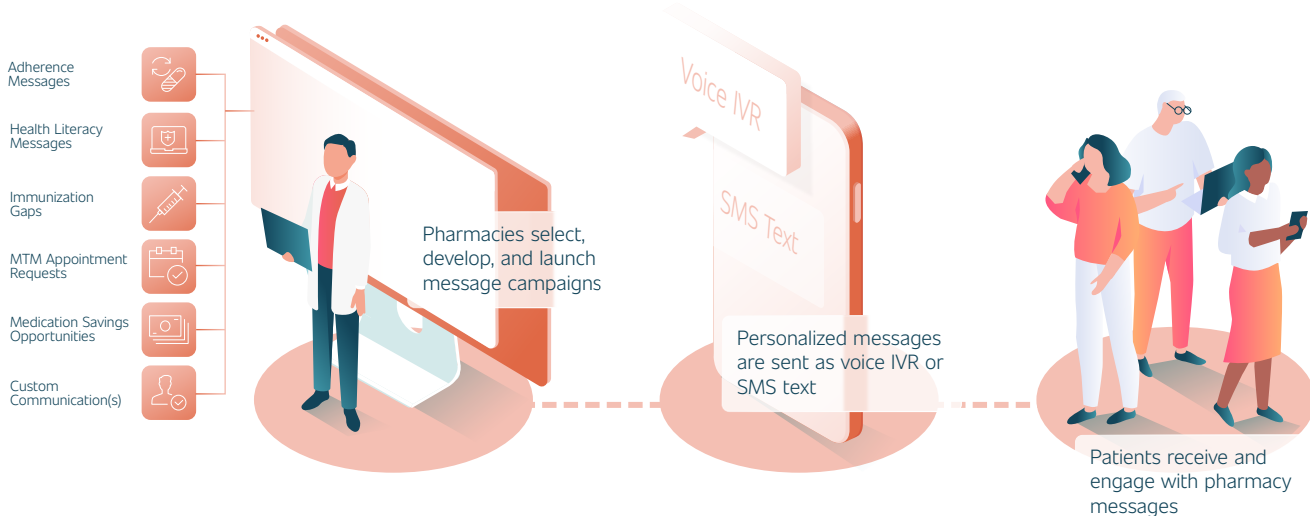 Adherence
Messages
Health Literacy
Messages
Immunization
Gaps
MTM Appointment
Requests
Medication Savings
Opportunities
Custom
Communication(s)
Pharmacies select,
develop, and launch
message campaigns
Voice IVR
SMS Text
Personalized messages
are sent as voice IVR or
SMS text
Patients receive and
engage with pharmacy
messages